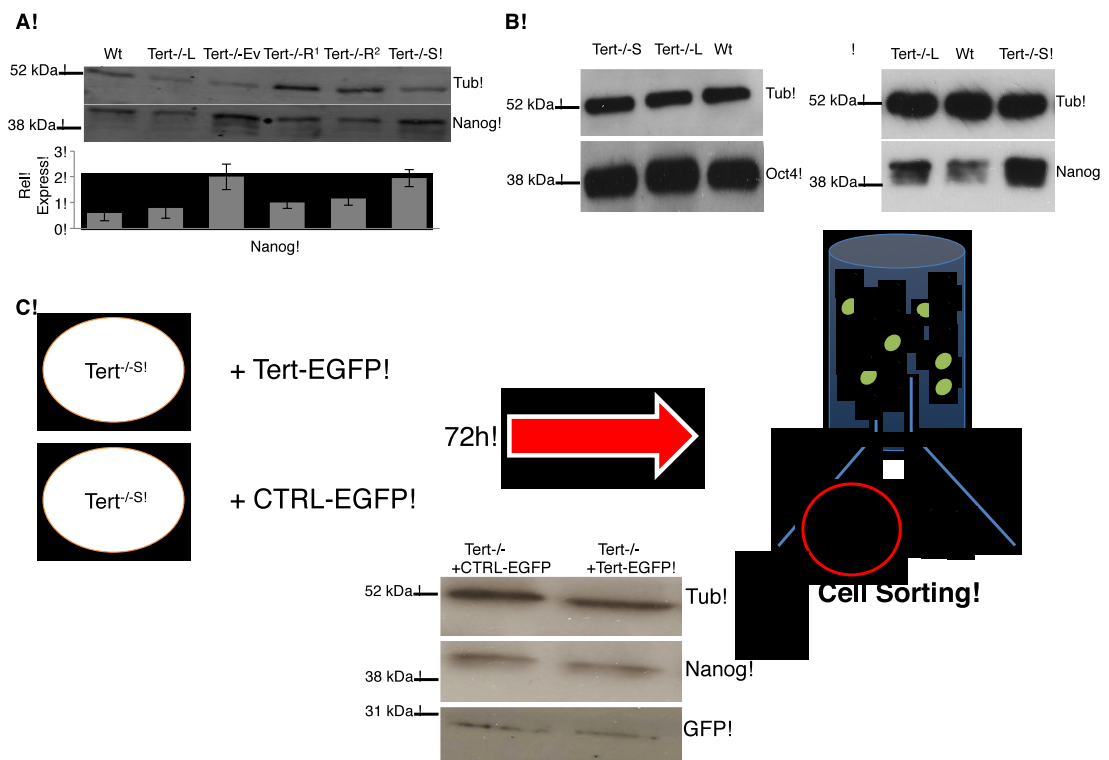 A!
Wt Tert-/-L Tert-/-Ev Tert-/-R1 Tert-/-R2 Tert-/-S!
52 kDa
Tub!
38 kDa
Nanog!
Rel!
Express!
3!
2!
1!
0!
Nanog!
B!
Tert-/-S Tert-/-L Wt
52 kDa
Tub!
38 kDa
Oct4!
!
Tert-/-L Wt Tert-/-S!
52 kDa
Tub!
38 kDa
Nanog
C!
Tert-/-S!
+ Tert-EGFP!
Tert-/-S!
+ CTRL-EGFP!
72h!
Cell Sorting!
Tert-/-
+CTRL-EGFP
Tert-/-
+Tert-EGFP!
52 kDa
Tub!
38 kDa
Nanog!
31 kDa
GFP!